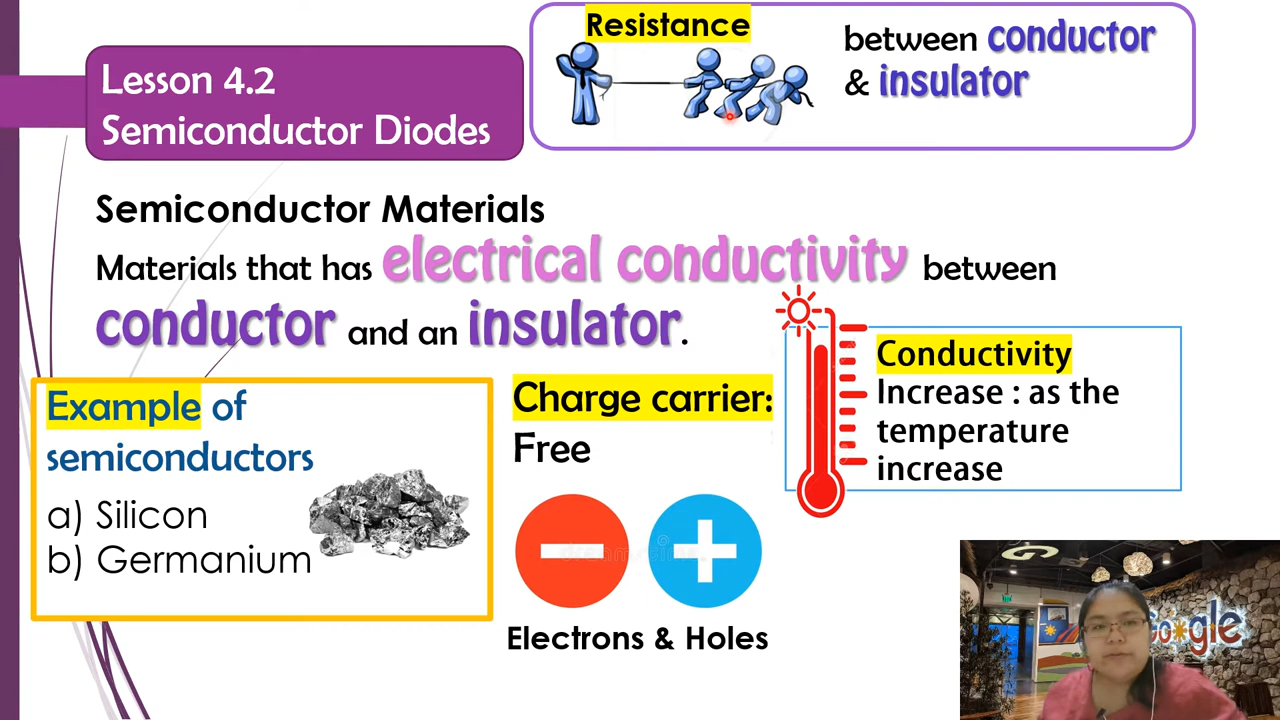 Lesson 4.2
Semiconductor Diodes
Resistance
between conductor
& insulator
Semiconductor Materials
Materials that has electrical conductivity between
conductor and an insulator.
Example of
semiconductors
a) Silicon
b) Germanium
Charge carrier:
Free
Electrons & Holes
Conductivity
Increase : as the
temperature
increase
Google